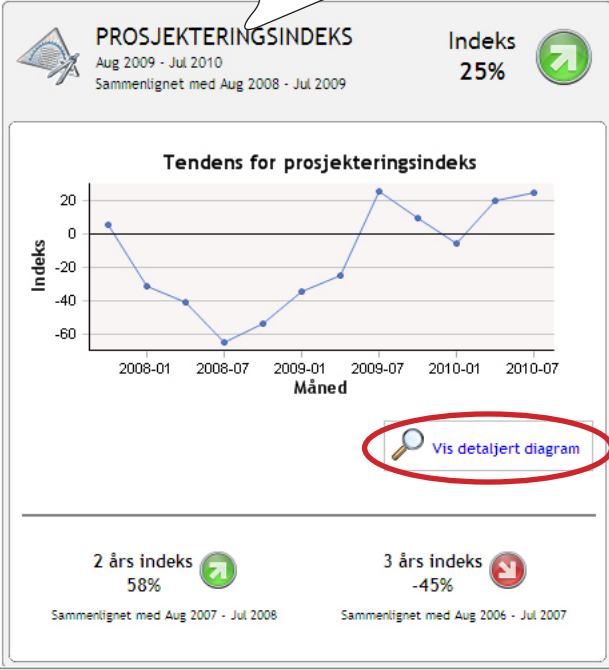 PROSJEKTERINGSINDEKS
Aug 2009 - Jul 2010
Sammenlignet med Aug 2008 - Jul 2009
Indeks
25%
Tendens for prosjekteringsindeks
Indeks
20
0
-20
-40
-60
2008-01 2008-07 2009-01 2009-07 2010-01 2010-07
Måned
Vis detaljert diagram
2 års indeks
58%
Sammenlignet med Aug 2007 - Jul 2008
3 års indeks
-45%
Sammenlignet med Aug 2006 - Jul 2007